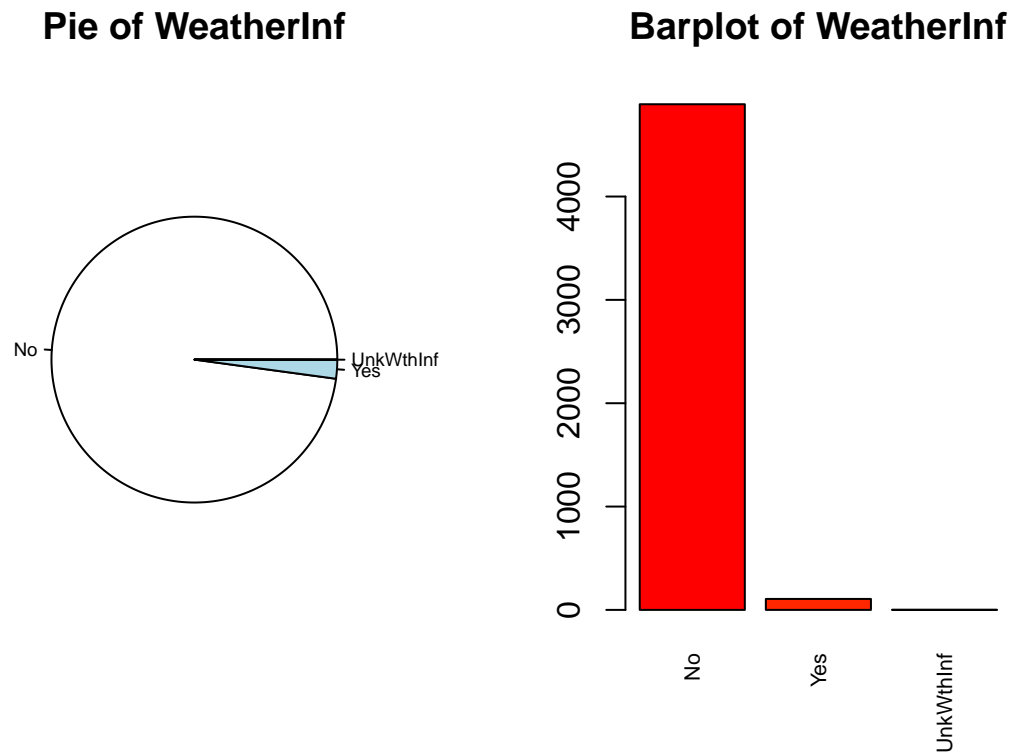 Pie of WeatherInf
No
UnkWthInf
Yes
Barplot of WeatherInf
4000
3000
2000
1000
0
No
Yes
UnkWthInf